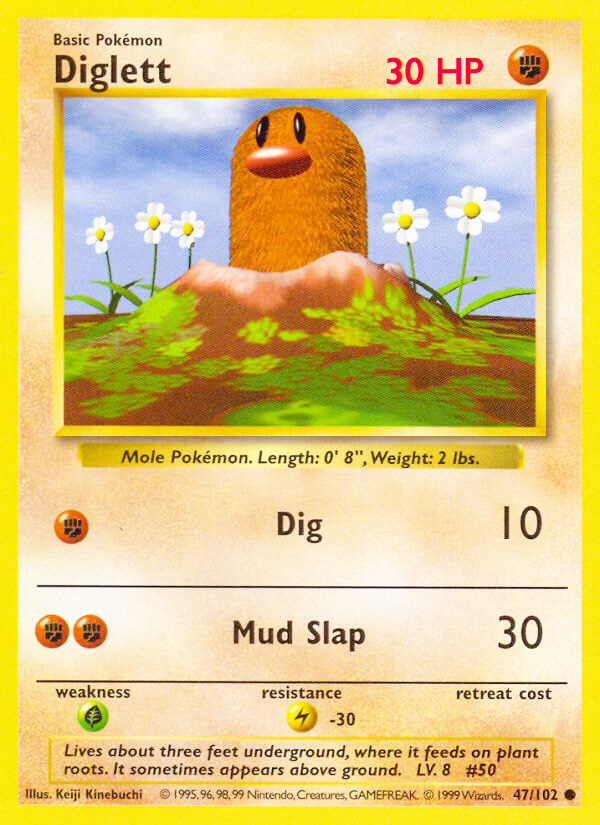 Basic Pokémon
Diglett
30 HP
Mole Pokémon. Length: 0' 8", Weight: 2 lbs.
Dig 10
Mud Slap 30
weakness resistance retreat cost
-30
Lives about three feet underground, where it feeds on plant
roots. It sometimes appears above ground. LV. 8 #50
Illus. Keiji Kinebuchi © 1995, 96, 98, 99 Nintendo, Creatures, GAMEFREAK. © 1999 Wizards. 47/102